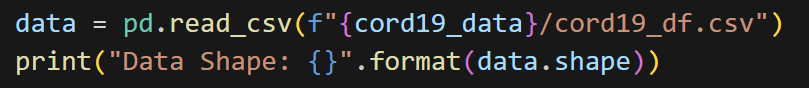 data = pd.read_csv(f"{cord19_data}/cord19_df.csv")
print("Data Shape: {}".format(data.shape))